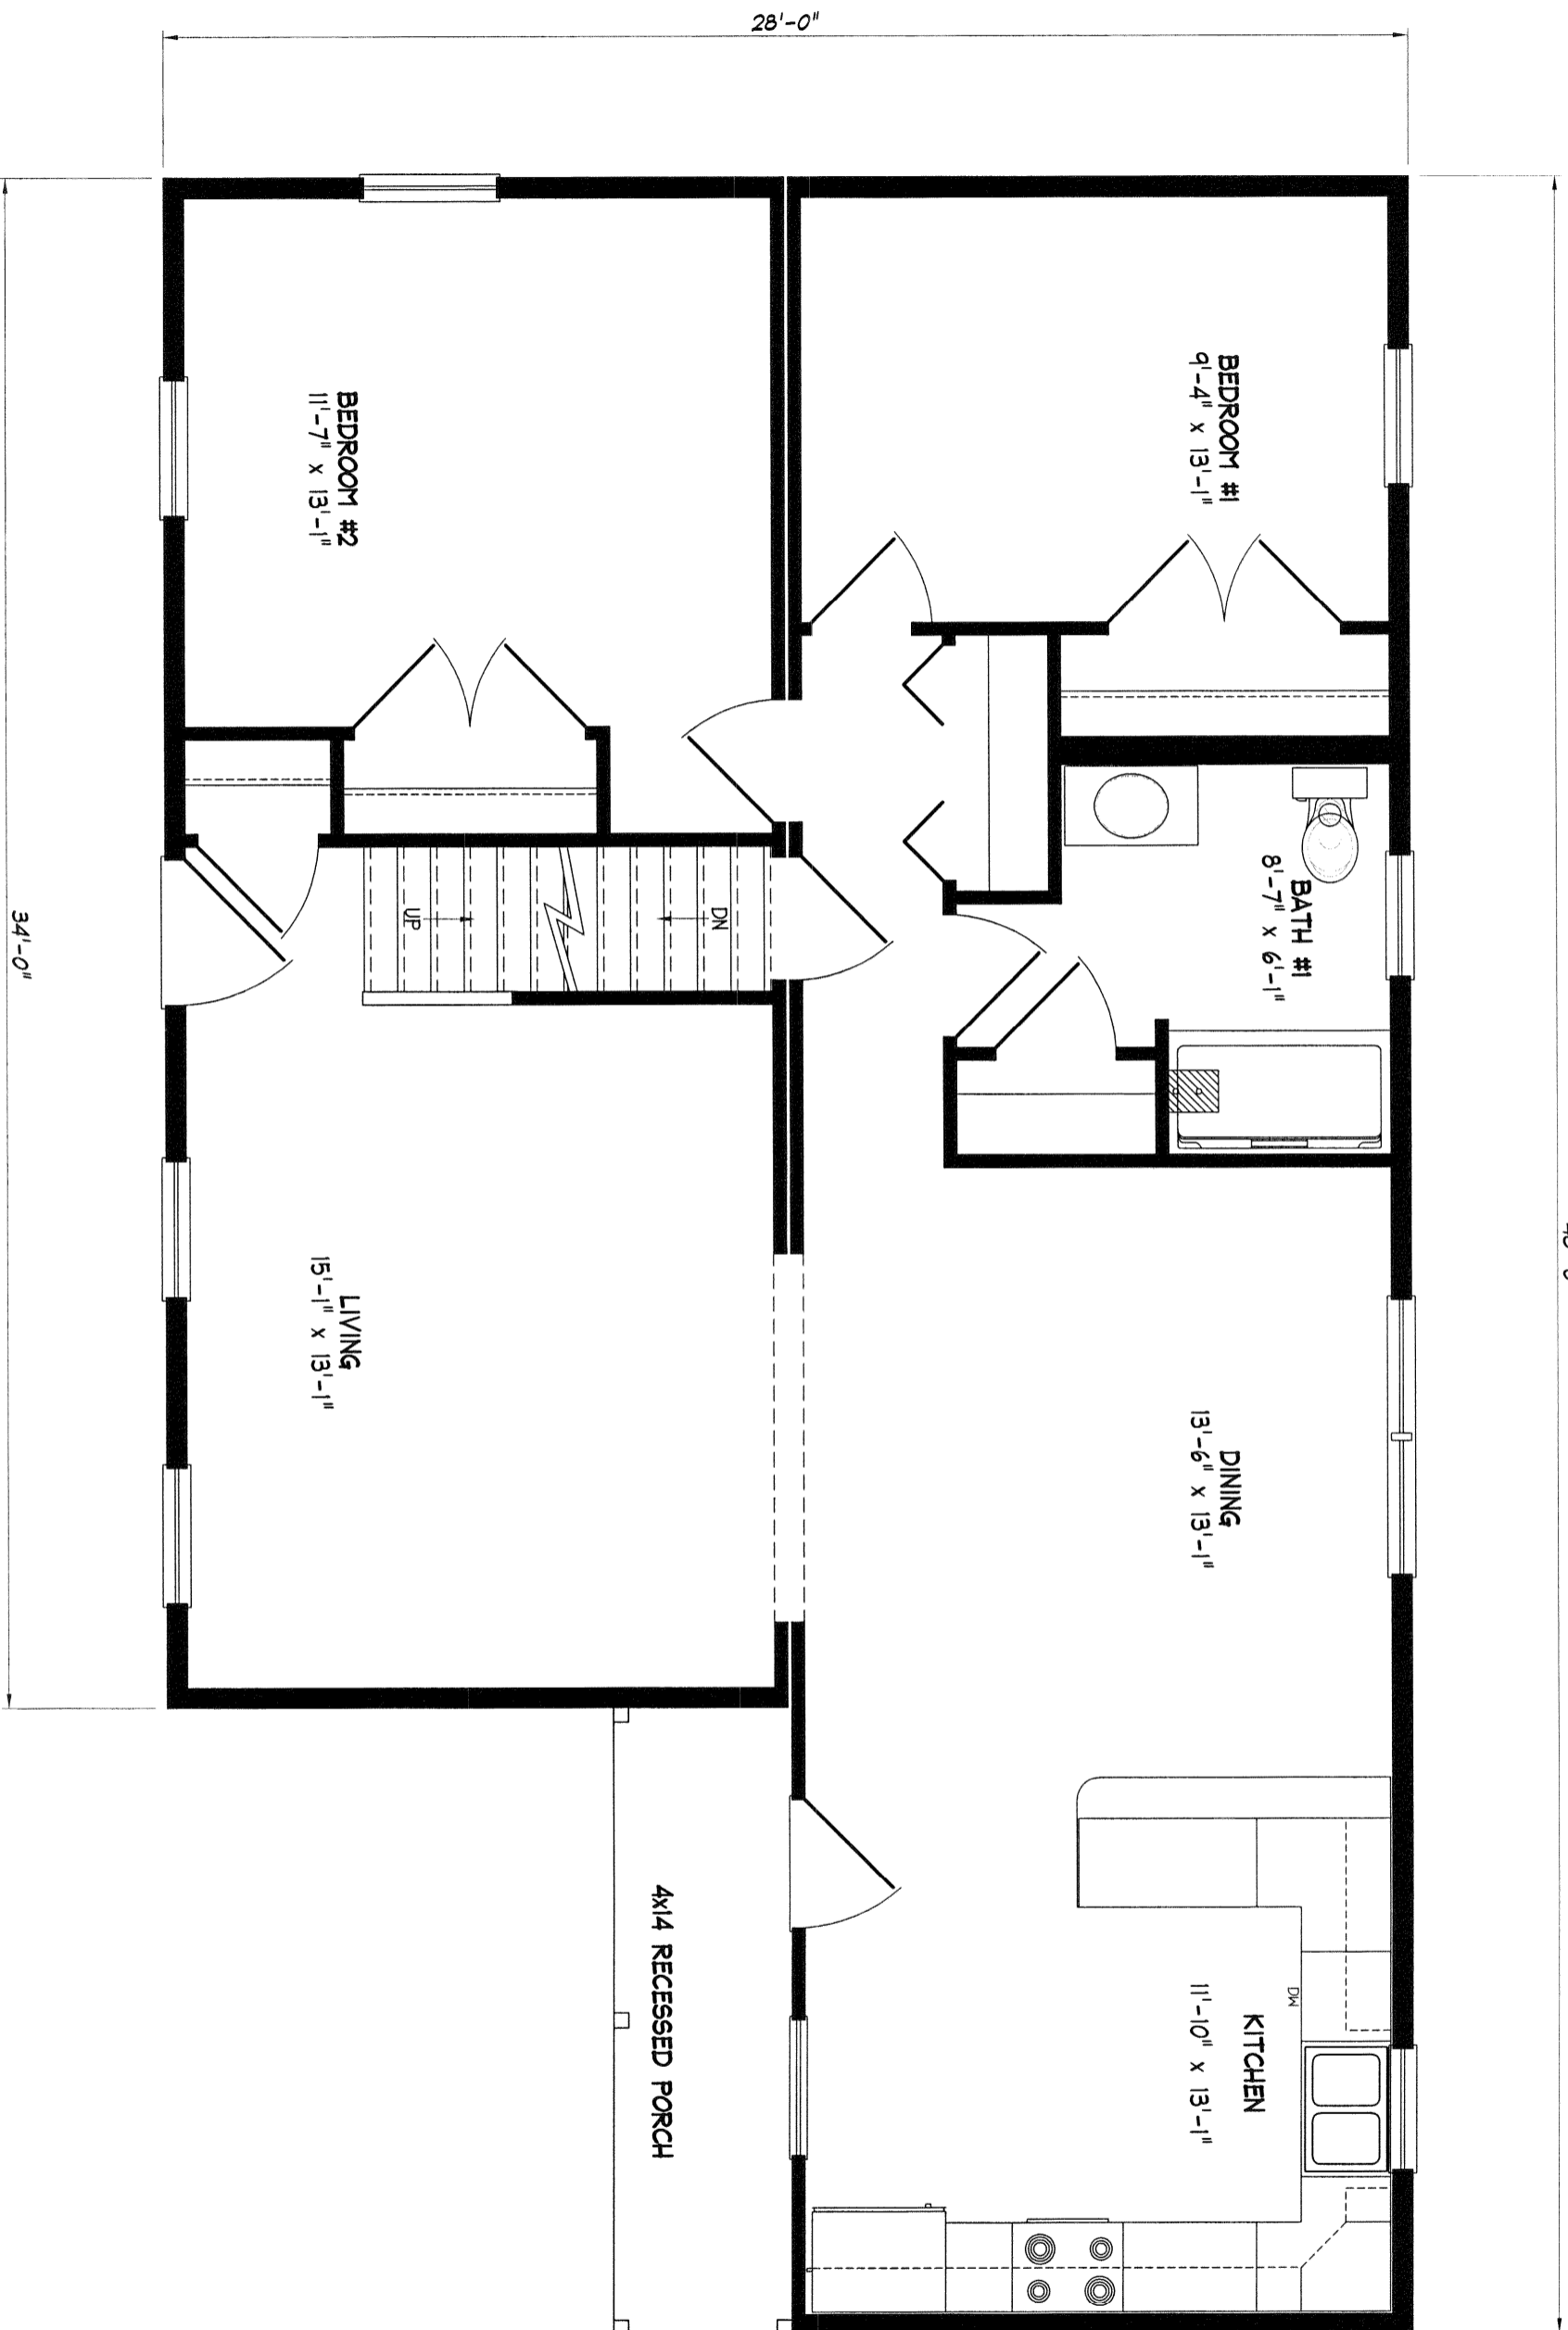 28'-0"
BEDROOM #1
9'-4" x 13'-1"
BEDROOM #2
11'-7" x 13'-1"
BATH #1
8'-7" x 6'-1"
UP
DN
34'-0"
LIVING
15'-1" x 13'-1"
DINING
13'-6" x 13'-1"
DW
KITCHEN
11'-10" x 13'-1"
4x14 RECESSED PORCH